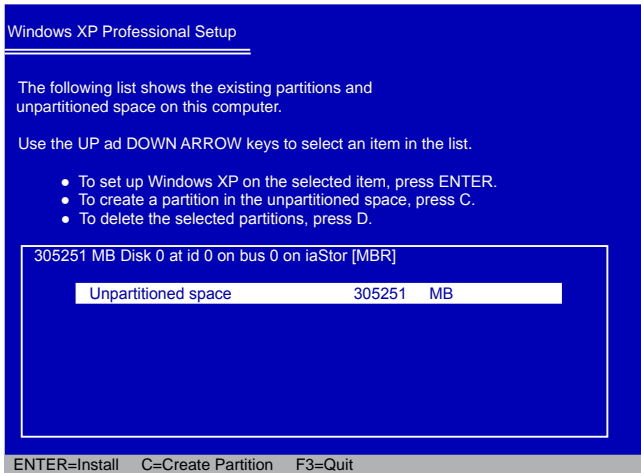 Windows XP Professional Setup
The following list shows the existing partitions and
unpartitioned space on this computer.
Use the UP ad DOWN ARROW keys to select an item in the list.
● To set up Windows XP on the selected item, press ENTER.
● To create a partition in the unpartitioned space, press C.
● To delete the selected partitions, press D.
305251 MB Disk 0 at id 0 on bus 0 on iaStor [MBR]
Unpartitioned space 305251 MB
ENTER=Install C=Create Partition F3=Quit